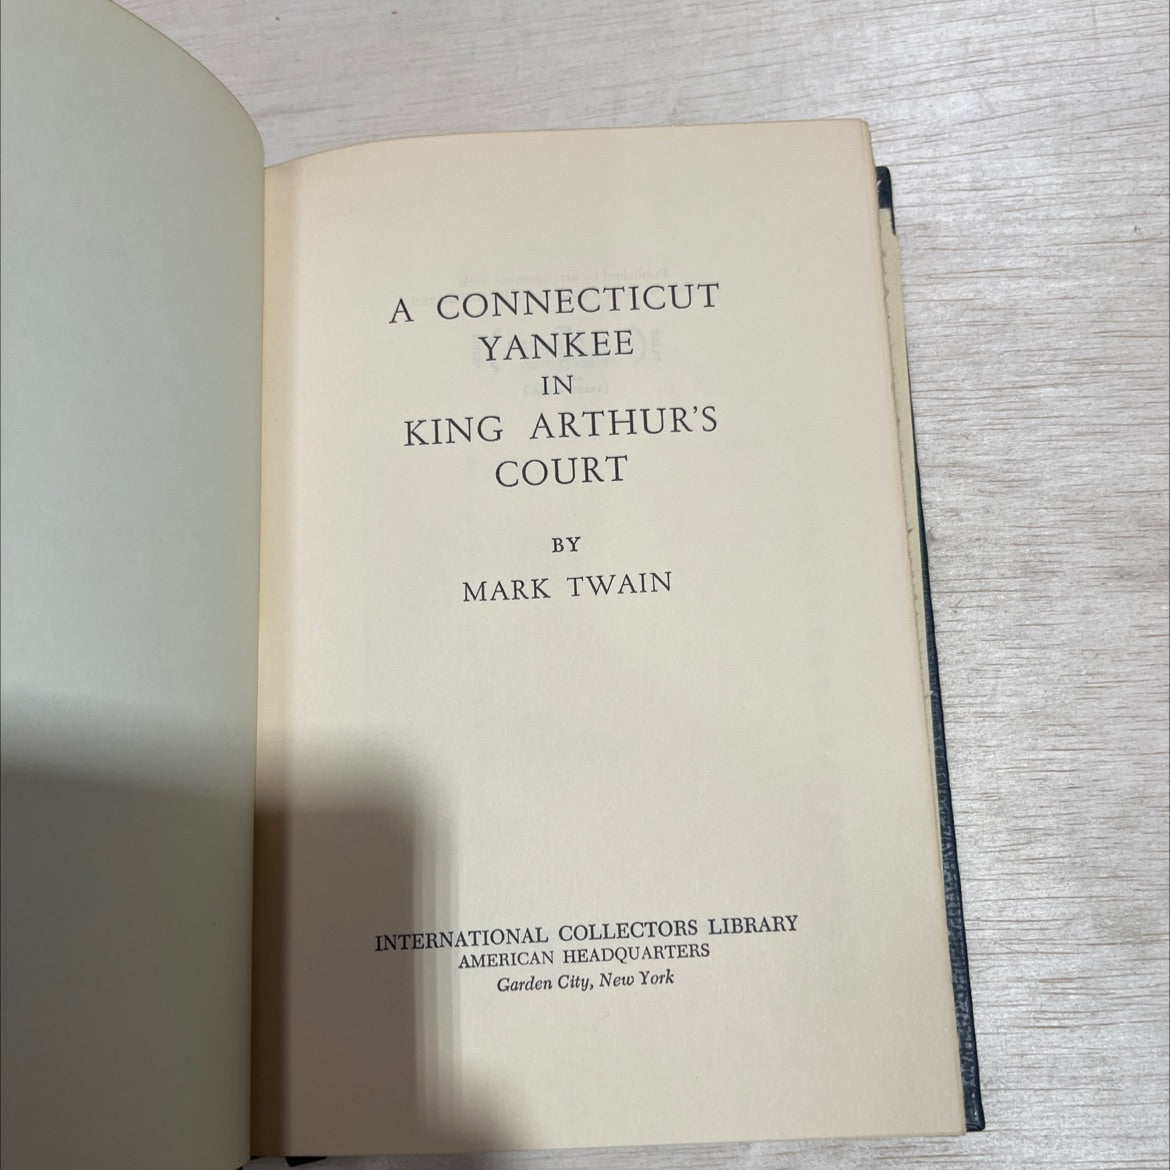 A CONNECTICUT
YANKEE
IN
KING ARTHUR'S
COURT
BY
MARK TWAIN
INTERNATIONAL COLLECTORS LIBRARY
AMERICAN HEADQUARTERS
Garden City, New York